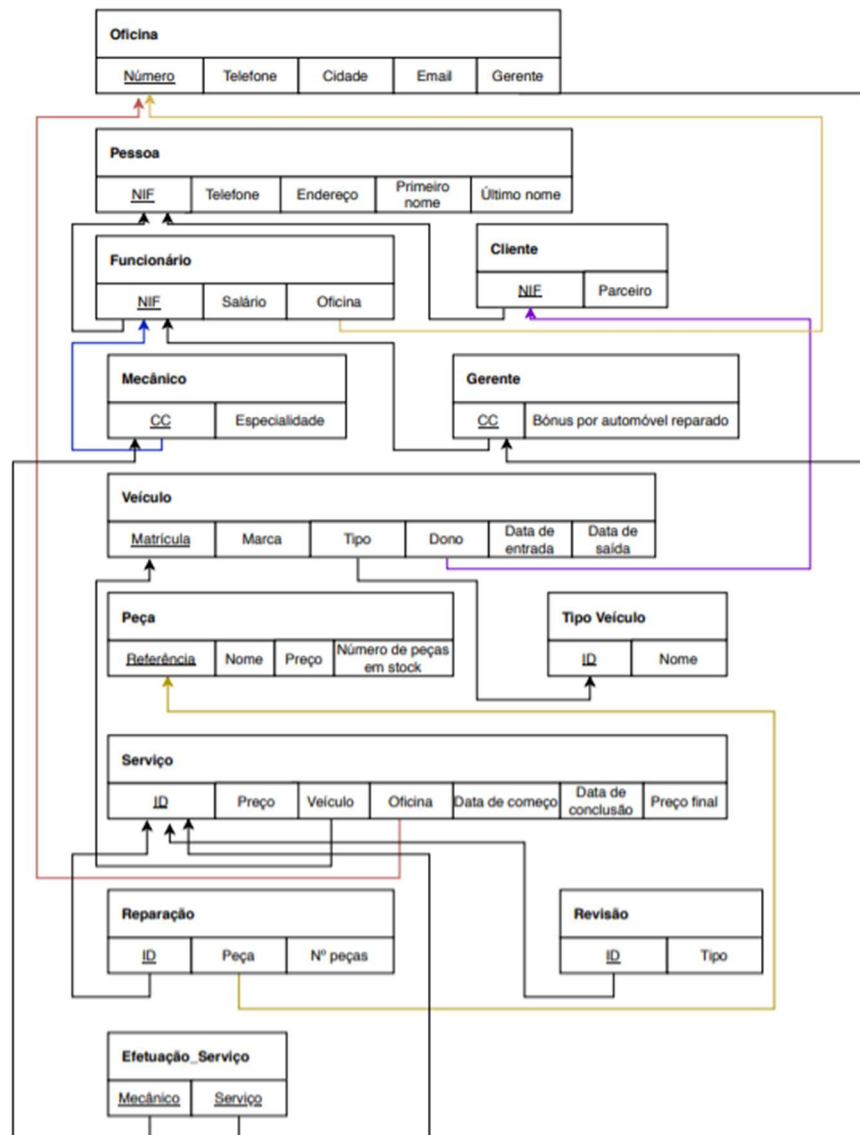 Oficina
Número Telefone Cidade Email Gerente
Pessoa
NIF Telefone Endereço Primeiro nome Último nome
Funcionário
NIF Salário Oficina
Cliente
NIF Parceiro
Mecânico
CC Especialidade
Gerente
CC Bónus por automóvel reparado
Veículo
Matrícula Marca Tipo Dono Data de entrada Data de saída
Peça
Referência Nome Preço Número de peças em stock
Tipo Veículo
ID Nome
Serviço
ID Preço Veículo Oficina Data de começo Data de conclusão Preço final
Reparação
ID Peça Nº peças
Revisão
ID Tipo
Efetuação_Serviço
Mecânico Serviço